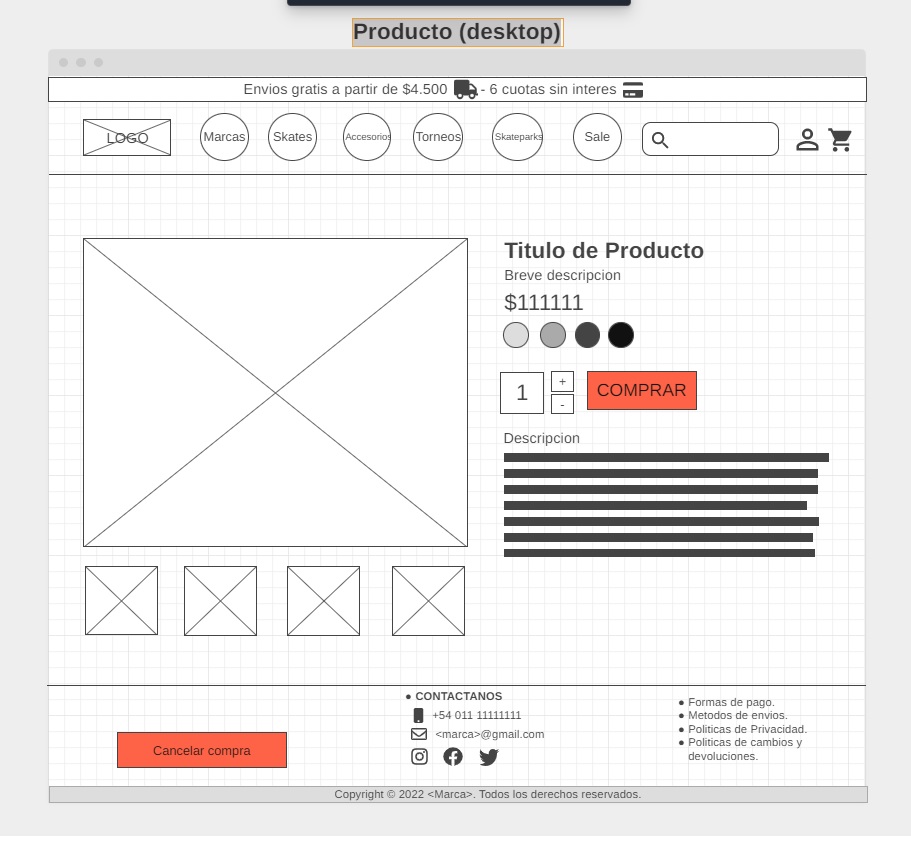 Producto (desktop)
Envios gratis a partir de $4.500 - 6 cuotas sin interes
LOGO Marcas Skates Accesorios Torneos Skateparks Sale
Titulo de Producto
Breve descripcion
$111111
1 + - COMPRAR
Descripcion
● CONTACTANOS
+54 011 11111111
<marca>@gmail.com
● Formas de pago.
● Metodos de envios.
● Politicas de Privacidad.
● Politicas de cambios y
devoluciones.
Cancelar compra
Copyright © 2022 <Marca>. Todos los derechos reservados.